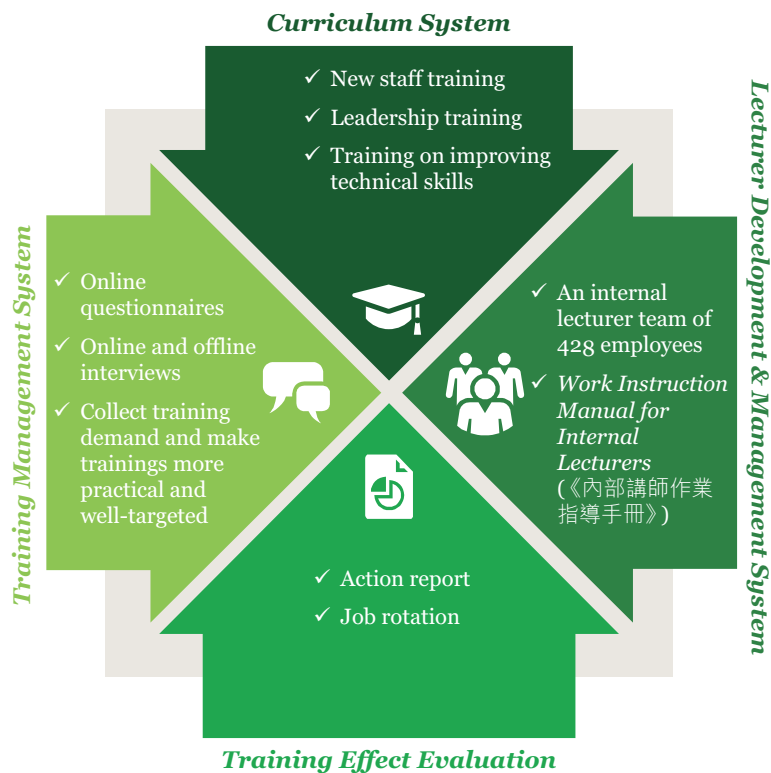 Curriculum System
✓ New staff training
✓ Leadership training
✓ Training on improving
technical skills
Training Management System
✓ Online
questionnaires
✓ Online and offline
interviews
✓ Collect training
demand and make
trainings more
practical and
well-targeted
Lecturer Development & Management System
✓ An internal
lecturer team of
428 employees
✓ Work Instruction
Manual for
Internal
Lecturers
(《內部講師作業
指導手冊》)
✓ Action report
✓ Job rotation
Training Effect Evaluation